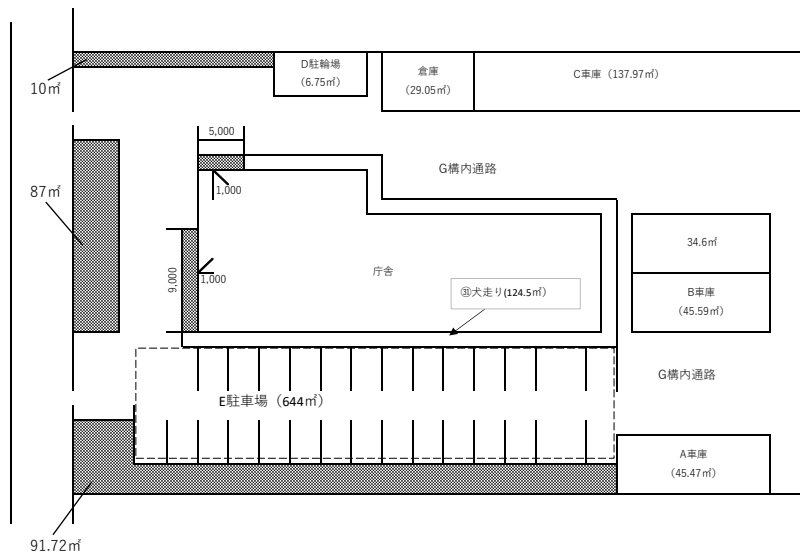 D駐輪場
(6.75㎡)
倉庫
(29.05㎡)
C車庫（137.97㎡）
10㎡
5,000
G構内通路
87㎡
1,000
34.6㎡
9,000
1,000
庁舎
㉛犬走り(124.5㎡)
B車庫
(45.59㎡)
G構内通路
E駐車場（644㎡）
A車庫
(45.47㎡)
91.72㎡